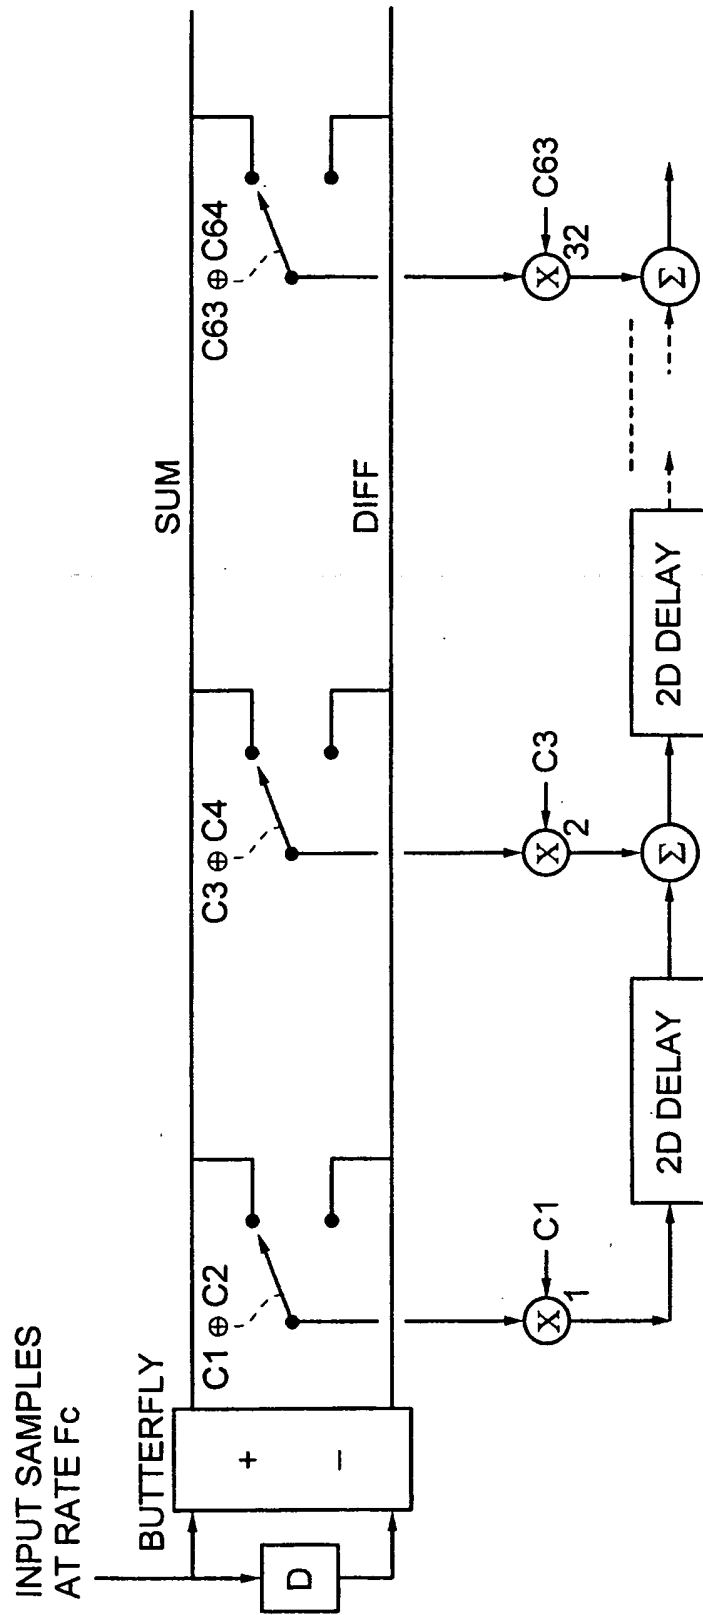 INPUT SAMPLES
AT RATE Fc
BUTTERFLY
+
−
D
SUM
DIFF
C1 ⊕ C2
C3 ⊕ C4
C63 ⊕ C64
X
1
C1
X
2
C3
X
32
C63
2D DELAY
Σ
2D DELAY
Σ